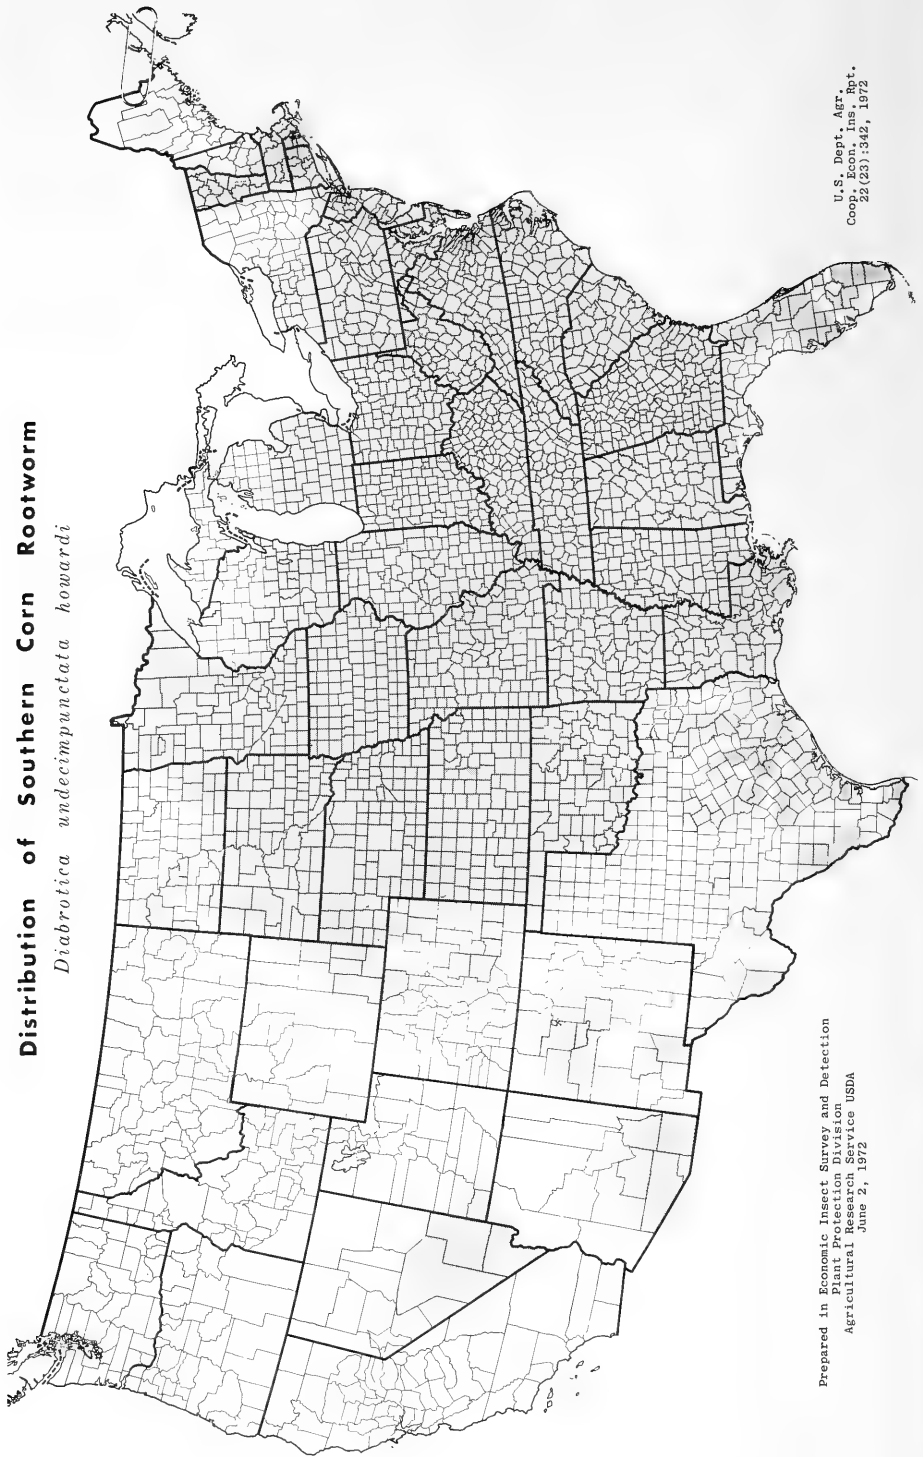 Distribution of Southern Corn Rootworm
Diabrotica undecimpunctata howardi
Prepared in Economic Insect Survey and Detection
Plant Protection Division
Agricultural Research Service USDA
June 2, 1972
U.S. Dept. Agr.
Coop. Econ. Ins. Rpt.
22(23):342, 1972